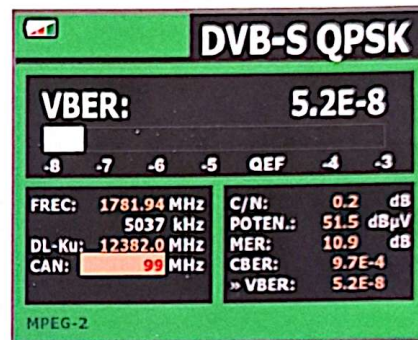 DVB-S QPSK
VBER: 5.2E-8
-8 -7 -6 -5 QEF -4 -3
FREC: 1781.94 MHz
5037 kHz
DL-Ku: 12382.0 MHz
CAN: 99 MHz
C/N: 0.2 dB
POTEN.: 51.5 dBµV
MER: 10.9 dB
CBER: 9.7E-4
» VBER: 5.2E-8
MPEG-2